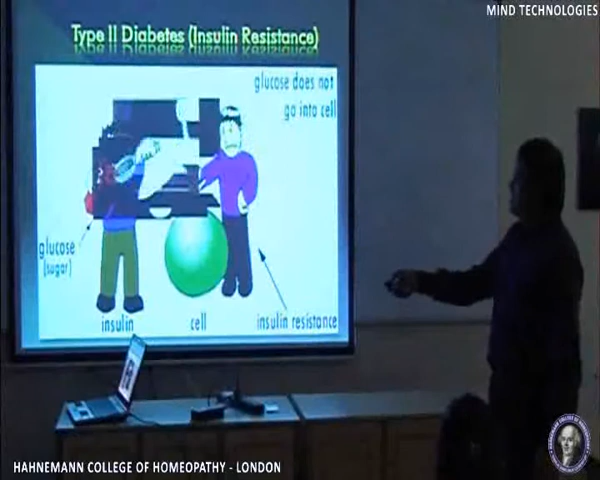 MIND TECHNOLOGIES
Type II Diabetes (Insulin Resistance)
glucose does not
go into cell
glucose
(sugar)
insulin
cell
insulin resistance
HAHNEMANN COLLEGE OF HOMEOPATHY - LONDON